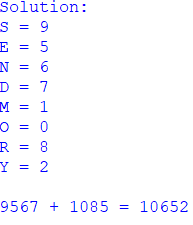 Solution:
S = 9
E = 5
N = 6
D = 7
M = 1
O = 0
R = 8
Y = 2
9567 + 1085 = 10652